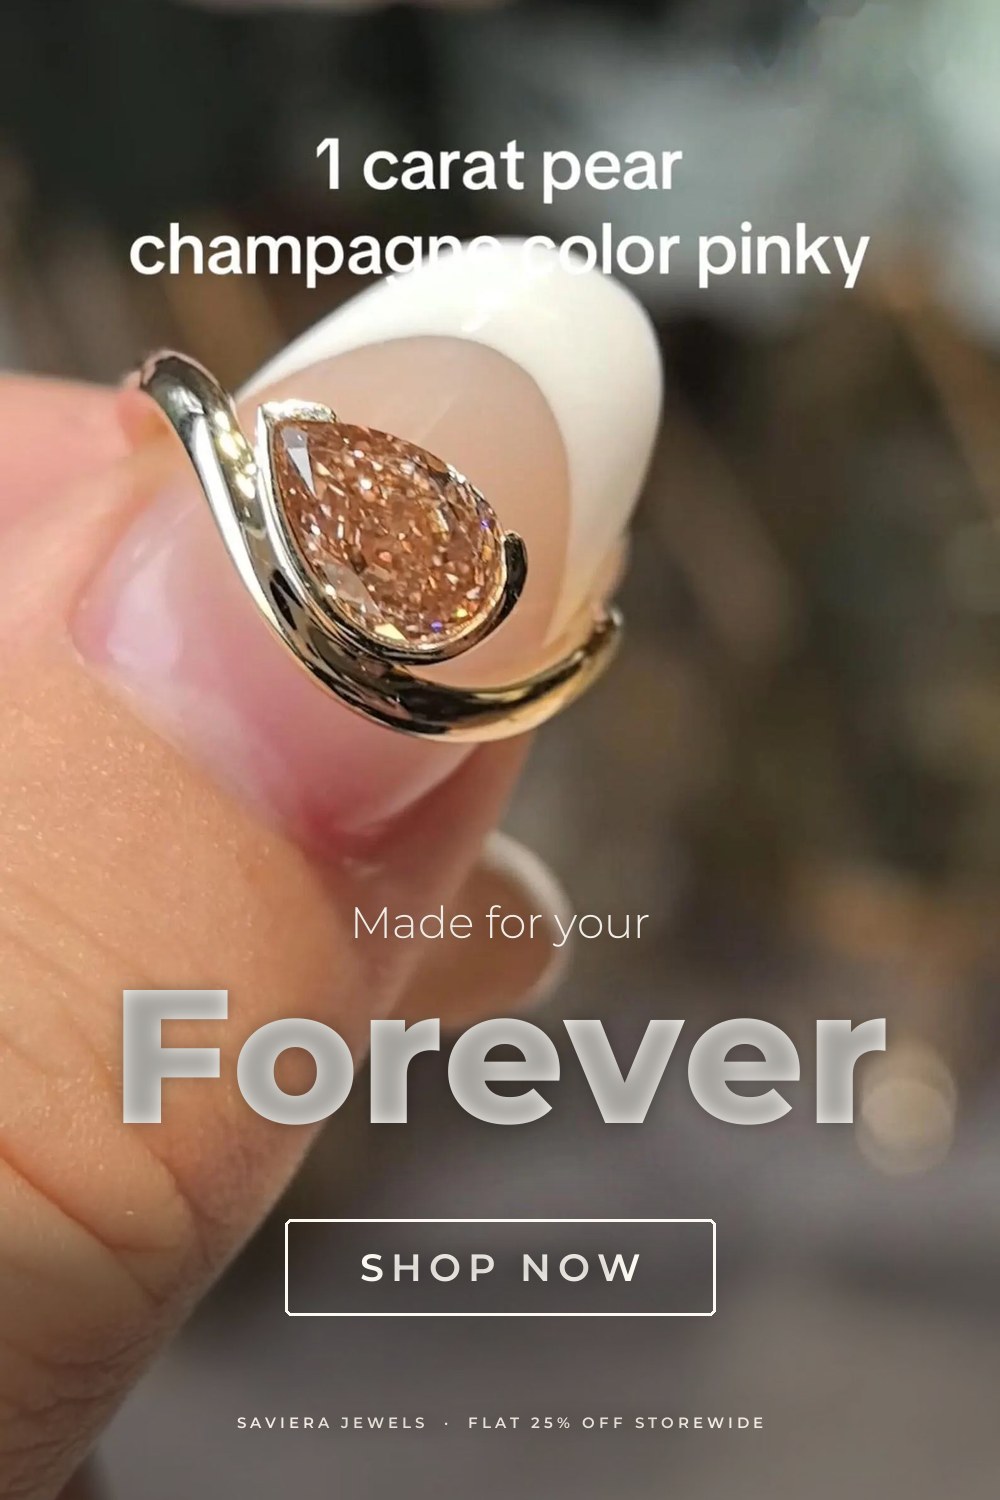 1 carat pear
champagne color pinky
Made for your
Forever
SHOP NOW
SAVIERA JEWELS · FLAT 25% OFF STOREWIDE